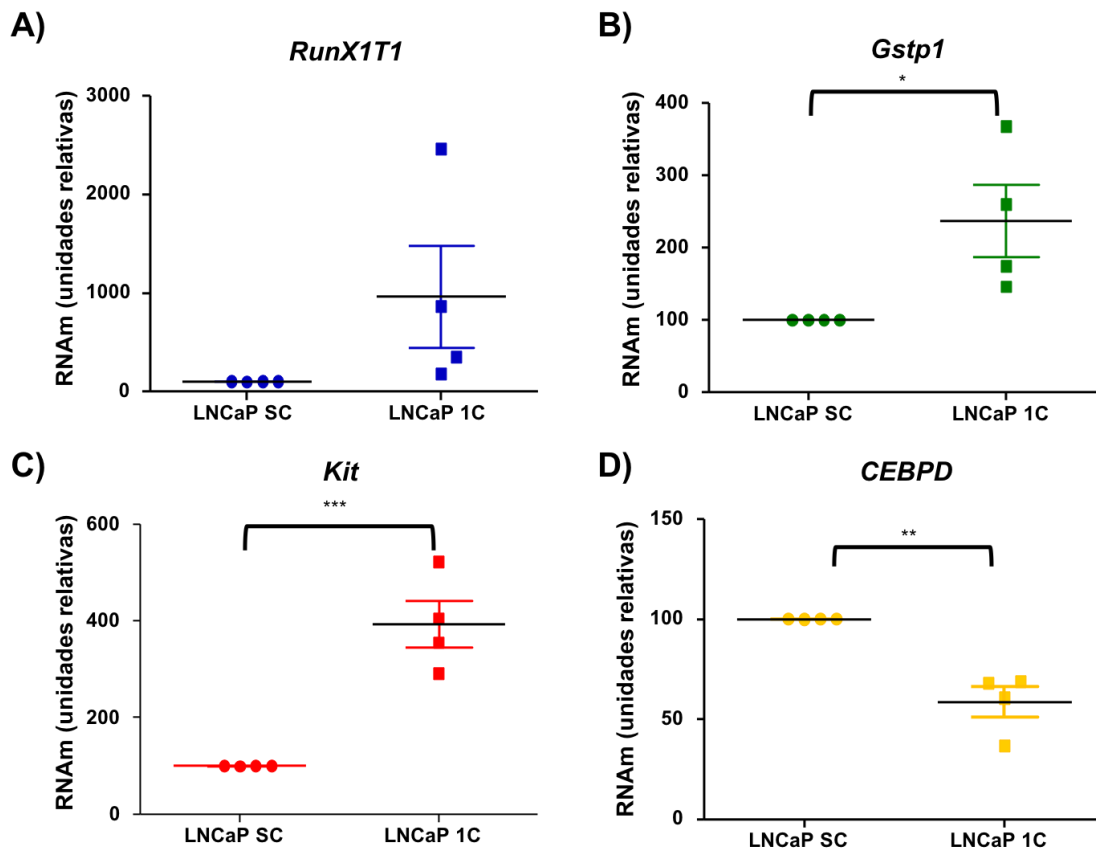 A)
RunX1T1
RNAm (unidades relativas)
3000
2000
1000
0
LNCaP SC
LNCaP 1C
B)
Gstp1
*
RNAm (unidades relativas)
400
300
200
100
0
LNCaP SC
LNCaP 1C
C)
Kit
***
RNAm (unidades relativas)
600
400
200
0
LNCaP SC
LNCaP 1C
D)
CEBPD
**
RNAm (unidades relativas)
150
100
50
0
LNCaP SC
LNCaP 1C